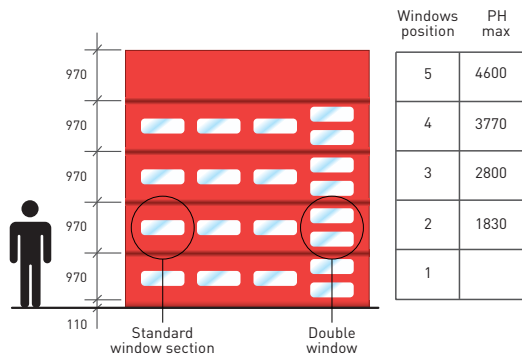 Windows position PH max
970 5 4600
970 4 3770
970 3 2800
970 2 1830
970 1
110
Standard window section
Double window